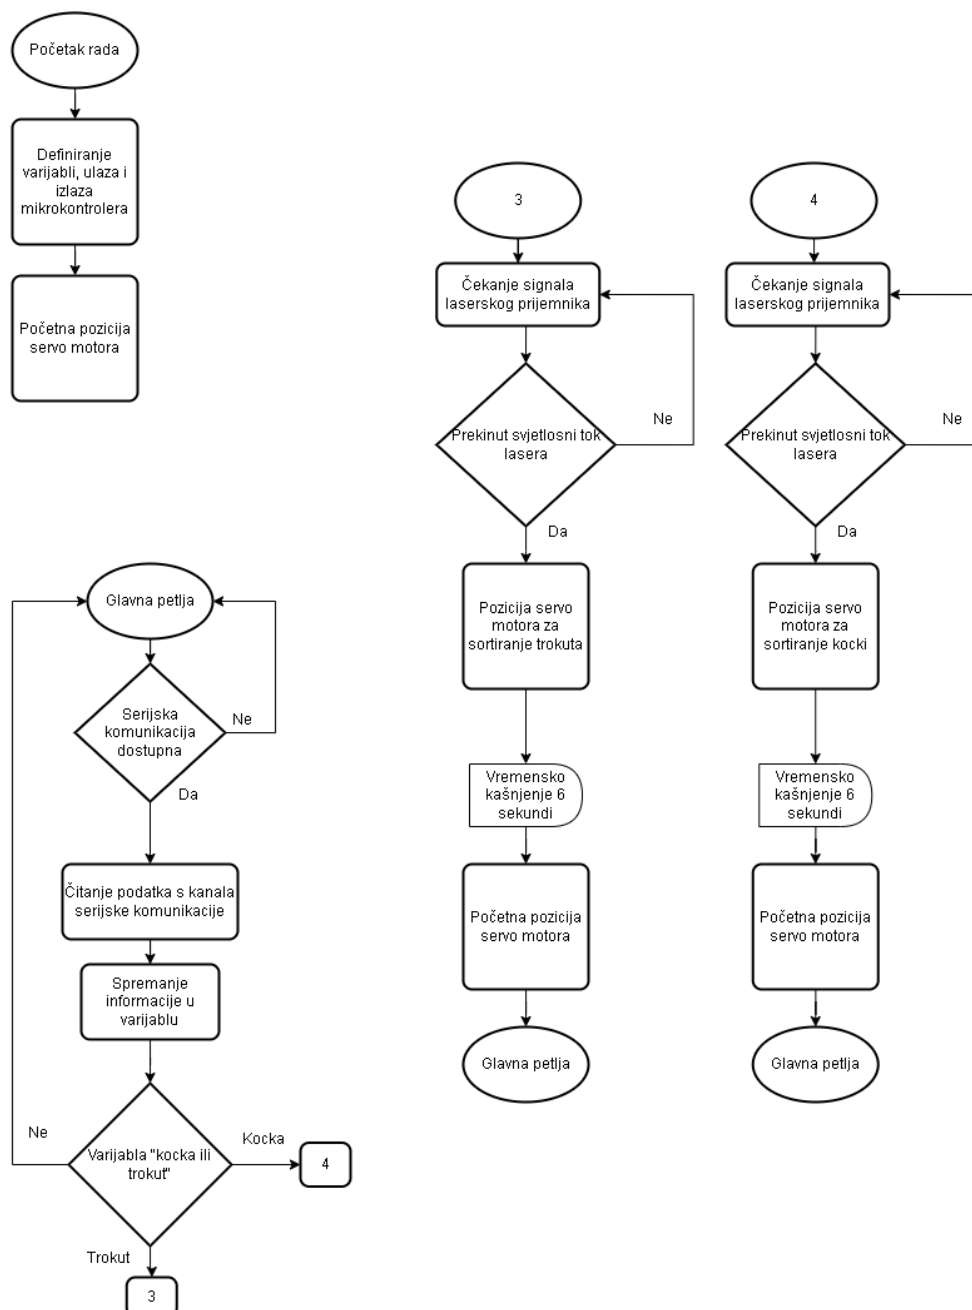 Početak rada
Definiranje
varijabli, ulaza i
izlaza
mikrokontrolera
Početna pozicija
servo motora
Glavna petlja
Serijska
komunikacija
dostupna
Ne
Da
Čitanje podatka s kanala
serijske komunikacije
Spremanje
informacije u
varijablu
Varijabla "kocka ili
trokut"
Ne
Kocka
4
Trokut
3
3
Čekanje signala
laserskog prijemnika
Prekinut svjetlosni tok
lasera
Ne
Da
Pozicija servo
motora za
sortiranje trokuta
Vremensko
kašnjenje 6
sekundi
Početna pozicija
servo motora
Glavna petlja
4
Čekanje signala
laserskog prijemnika
Prekinut svjetlosni tok
lasera
Ne
Da
Pozicija servo
motora za
sortiranje kocki
Vremensko
kašnjenje 6
sekundi
Početna pozicija
servo motora
Glavna petlja